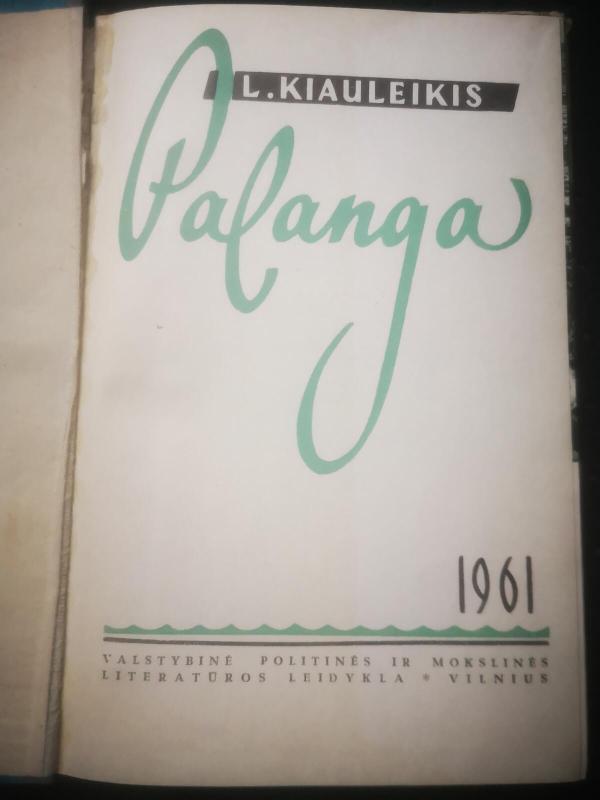 L.KIAULEIKIS
Palanga
1961
VALSTYBINĖ POLITINĖS IR MOKSLINĖS
LITERATŪROS LEIDYKLA * VILNIUS